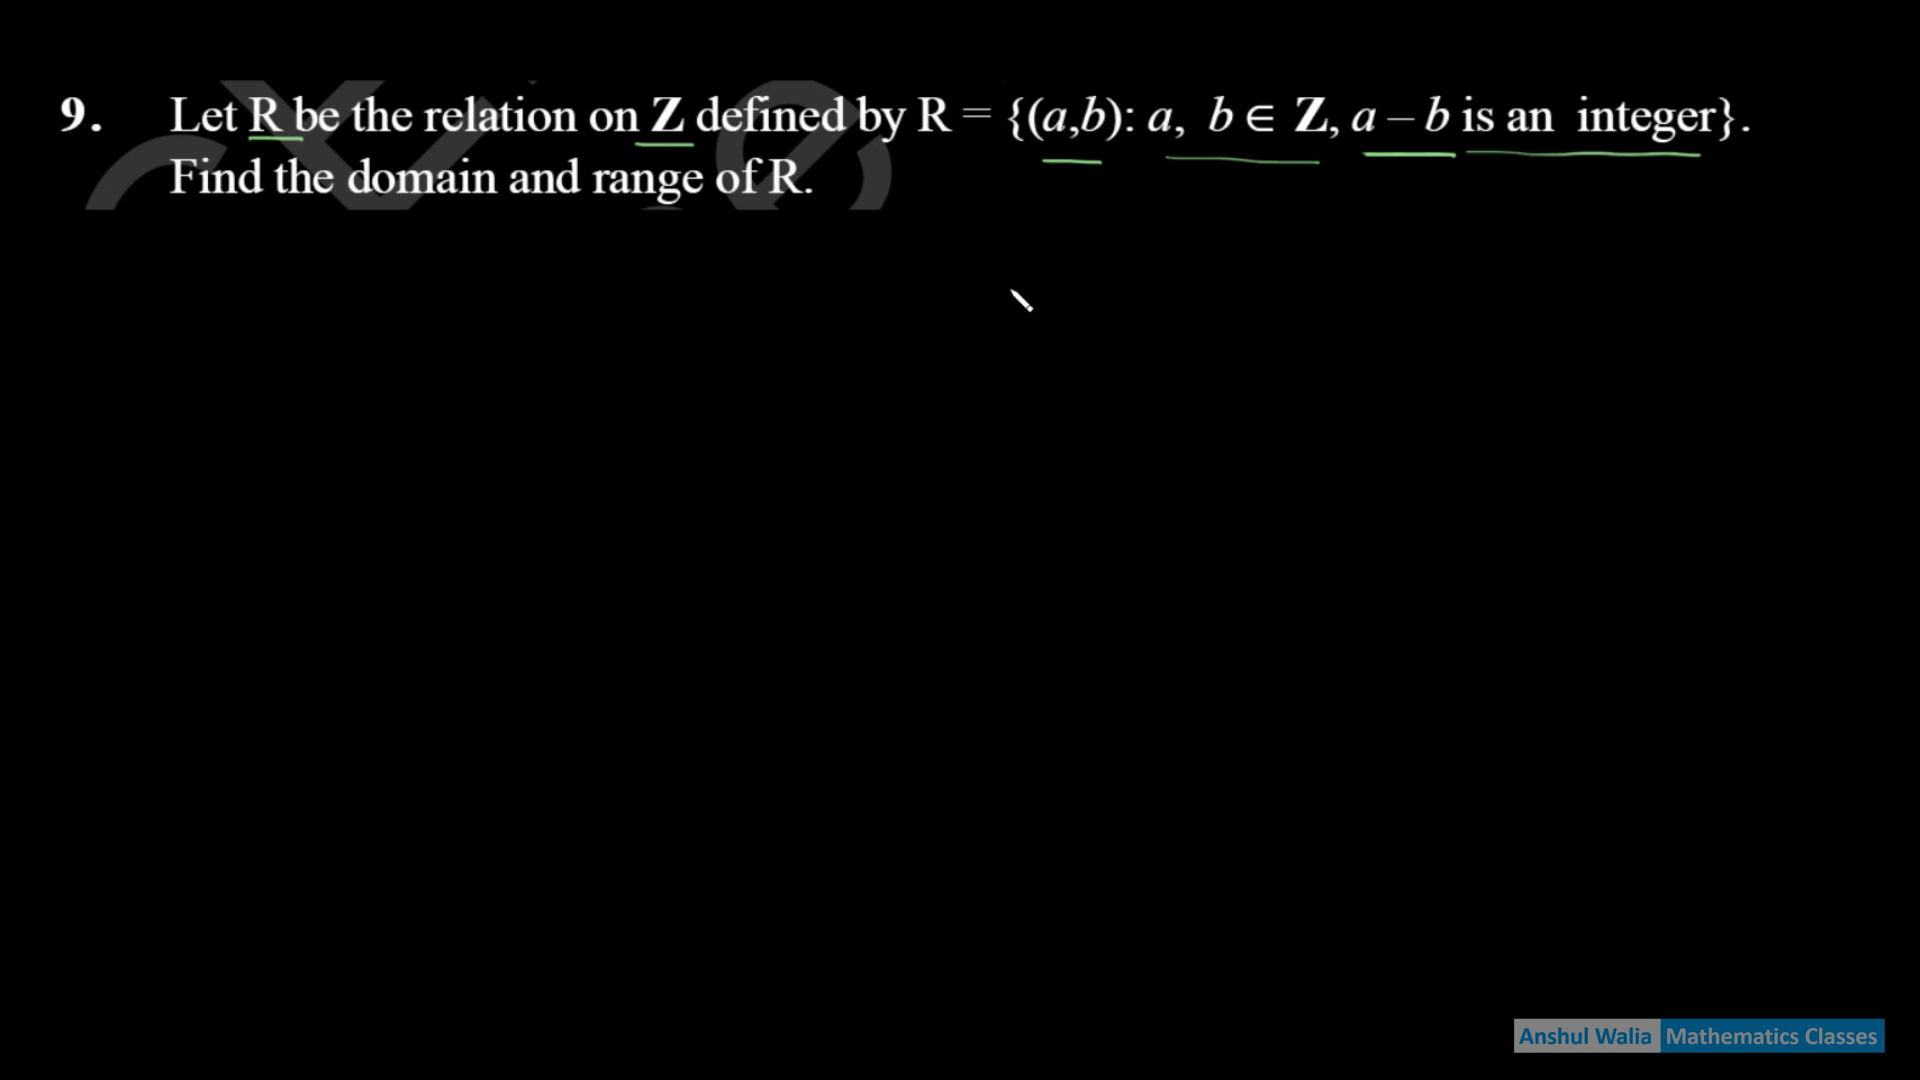 9. Let R be the relation on Z defined by R = {(a,b): a, b ∈ Z, a – b is an integer}.
Find the domain and range of R.
Anshul Walia Mathematics Classes